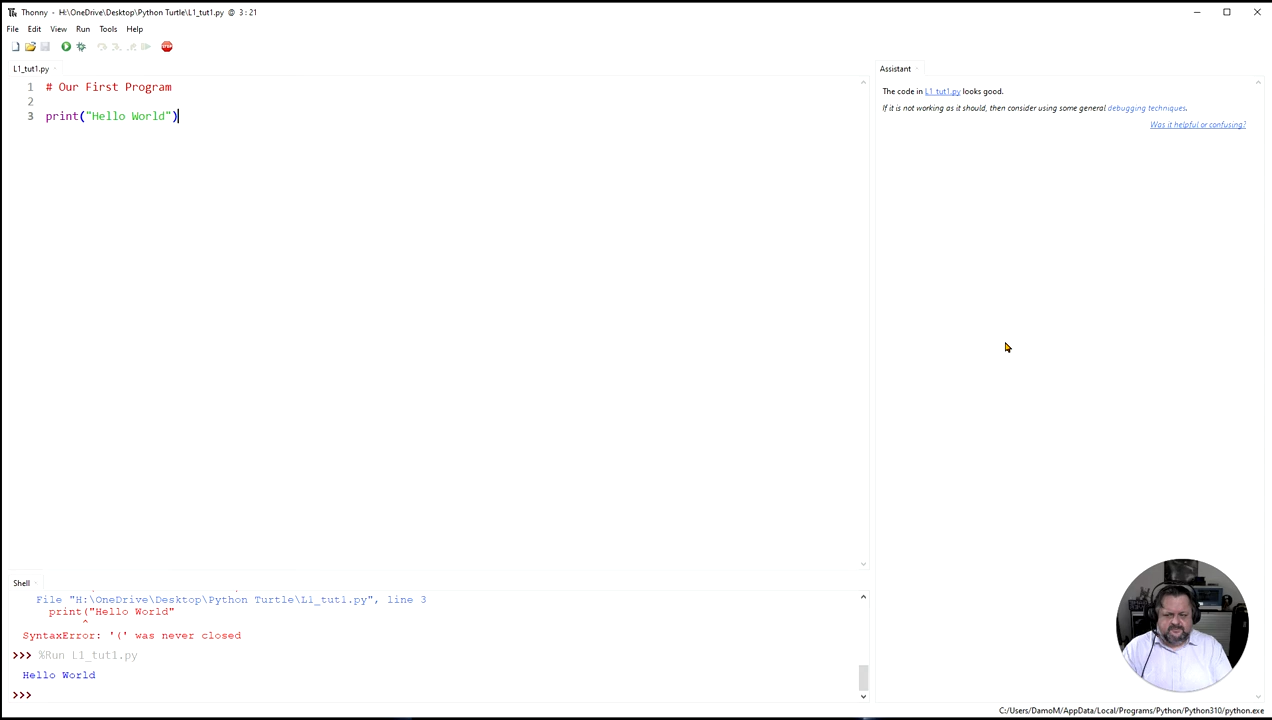 Thonny - H:\OneDrive\Desktop\Python Turtle\L1_tut1.py @ 3:21
File Edit View Run Tools Help
STOP
L1_tut1.py
1 # Our First Program
2
3 print("Hello World")
Assistant
The code in L1_tut1.py looks good.
If it is not working as it should, then consider using some general debugging techniques.
Was it helpful or confusing?
Shell
File "H:\OneDrive\Desktop\Python Turtle\L1_tut1.py", line 3
print("Hello World"
^
SyntaxError: '(' was never closed
>>> %Run L1_tut1.py
Hello World
>>>
C:/Users/DamoM/AppData/Local/Programs/Python/Python310/python.exe